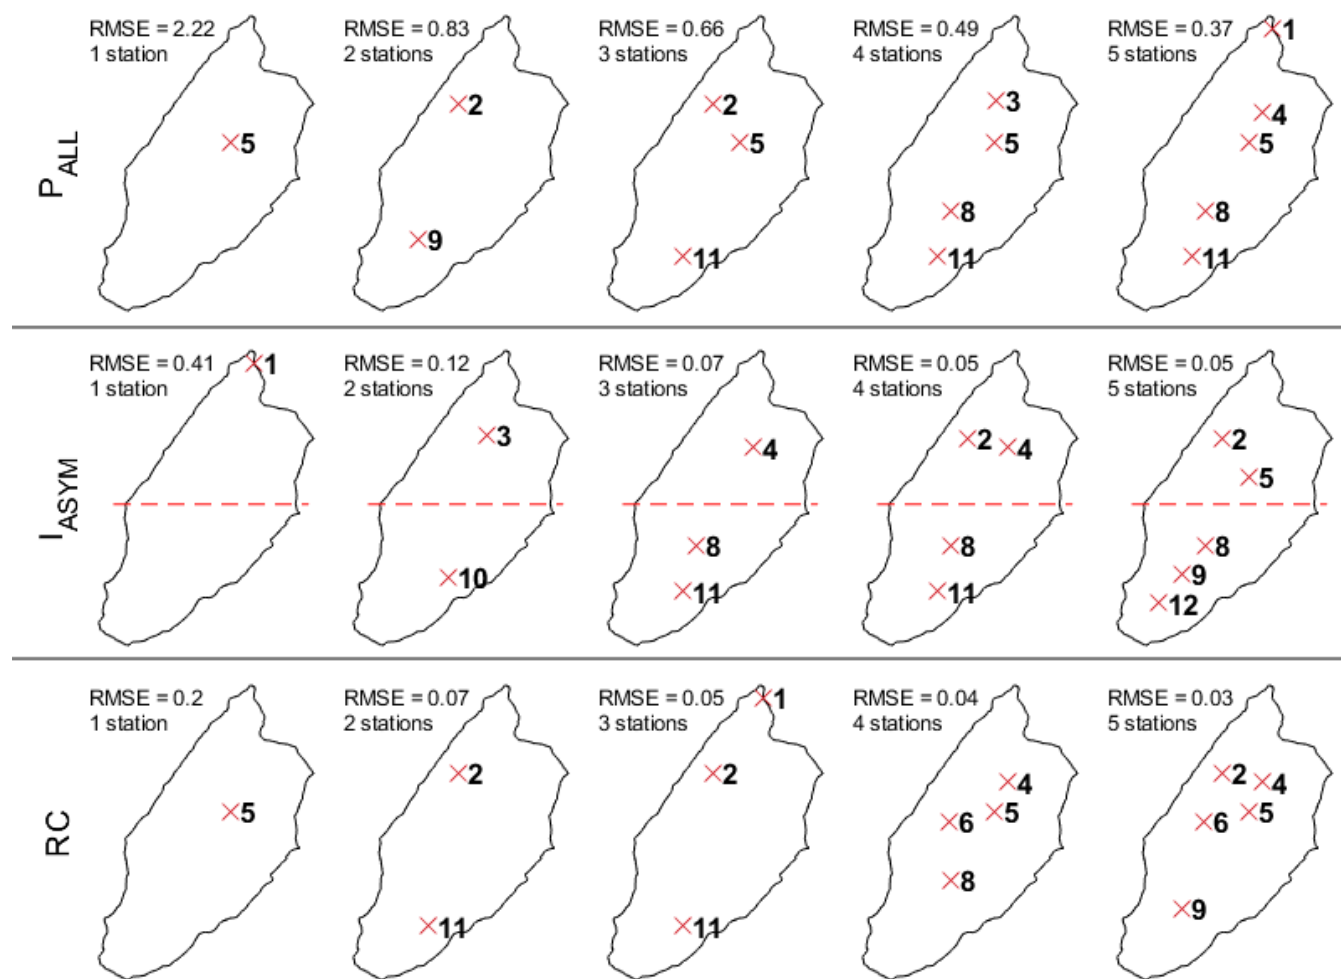 P_ALL
RMSE = 2.22
1 station
5
RMSE = 0.83
2 stations
2
9
RMSE = 0.66
3 stations
2
5
11
RMSE = 0.49
4 stations
3
5
8
11
RMSE = 0.37
5 stations
1
4
5
8
11
I_ASYM
RMSE = 0.41
1 station
1
RMSE = 0.12
2 stations
3
10
RMSE = 0.07
3 stations
4
8
11
RMSE = 0.05
4 stations
2
4
8
11
RMSE = 0.05
5 stations
2
5
8
9
12
RC
RMSE = 0.2
1 station
5
RMSE = 0.07
2 stations
2
11
RMSE = 0.05
3 stations
1
2
11
RMSE = 0.04
4 stations
4
5
6
8
RMSE = 0.03
5 stations
2
4
5
6
9